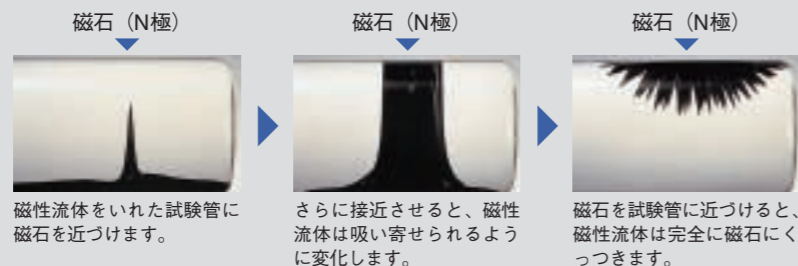 磁石（N極）
磁性流体をいれた試験管に
磁石を近づけます。
磁石（N極）
さらに接近させると、磁性
流体は吸い寄せられるよう
に変化します。
磁石（N極）
磁石を試験管に近づけると、
磁性流体は完全に磁石にく
っつきます。